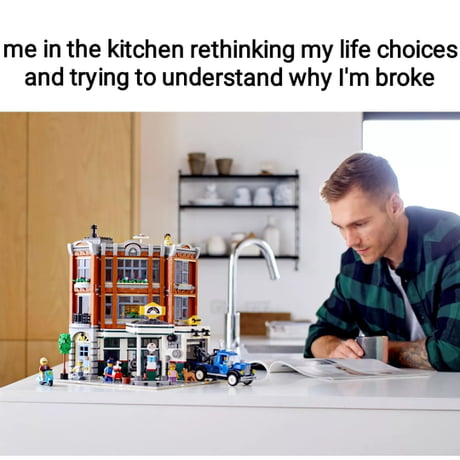 me in the kitchen rethinking my life choices
and trying to understand why I'm broke